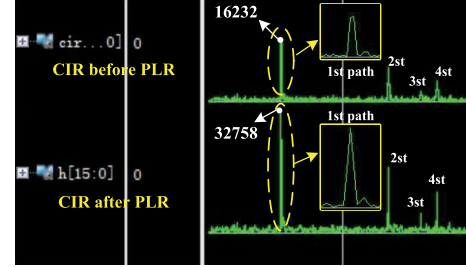 16232
cir...0] 0
CIR before PLR
1st path
2st
3st
4st
1st path
32758
h[15:0] 0
CIR after PLR
2st
3st
4st